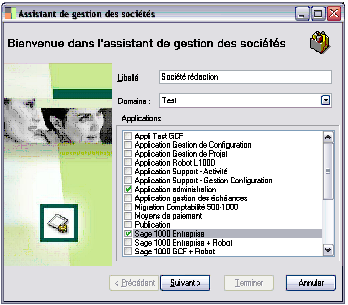 Assistant de gestion des sociétés
Bienvenue dans l'assistant de gestion des sociétés
Libellé
Société rédaction
Domaine :
Test
Applications
Appli Test GCF
Application Gestion de Configuration
Application Gestion de Projet
Application Robot L1000
Application Support - Activité
Application Support - Gestion Configuration
Application administration
Application gestion des échéances
Migration Comptabilité 500-1000
Moyens de paiement
Publication
Sage 1000 Entreprise
Sage 1000 Entreprise + Robot
Sage 1000 GCF + Robot
< Précédent
Suivant >
Terminer
Annuler